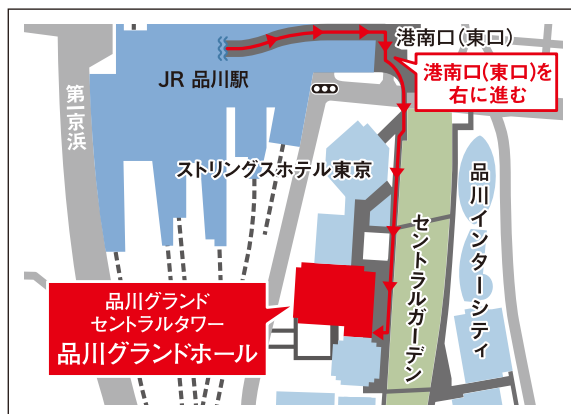 港南口（東口）
JR 品川駅
港南口(東口)を
右に進む
第一京浜
ストリングスホテル東京
品川インターシティ
セントラルガーデン
品川グランド
セントラルタワー
品川グランドホール